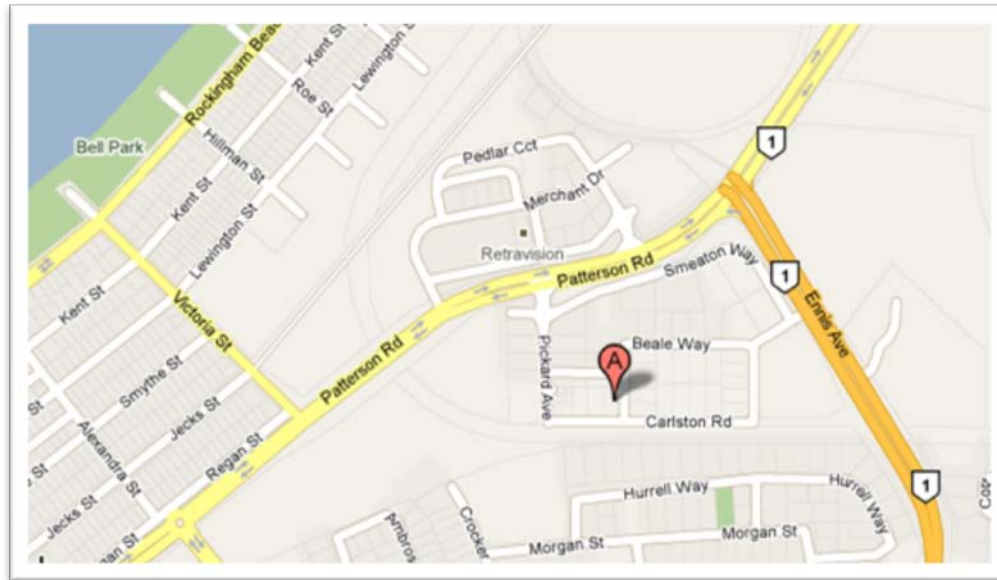 Rockingham Bea
Kent St
Lewington St
Roe St
Hillman St
Bell Park
Kent St
Lewington St
Pedlar Cct
Merchant Dr
Retravision
1
Patterson Rd
Smeaton Way
1
Ennis Ave
Kent St
Victoria St
Patterson Rd
Pickard Ave
Beale Way
A
Carlston Rd
Smythe St
Jecks St
Regan St
Alexandra St
Jecks St
an St
Ambros
Crocker
Hurrell Way
Hurrell Way
1
Morgan St
Morgan St